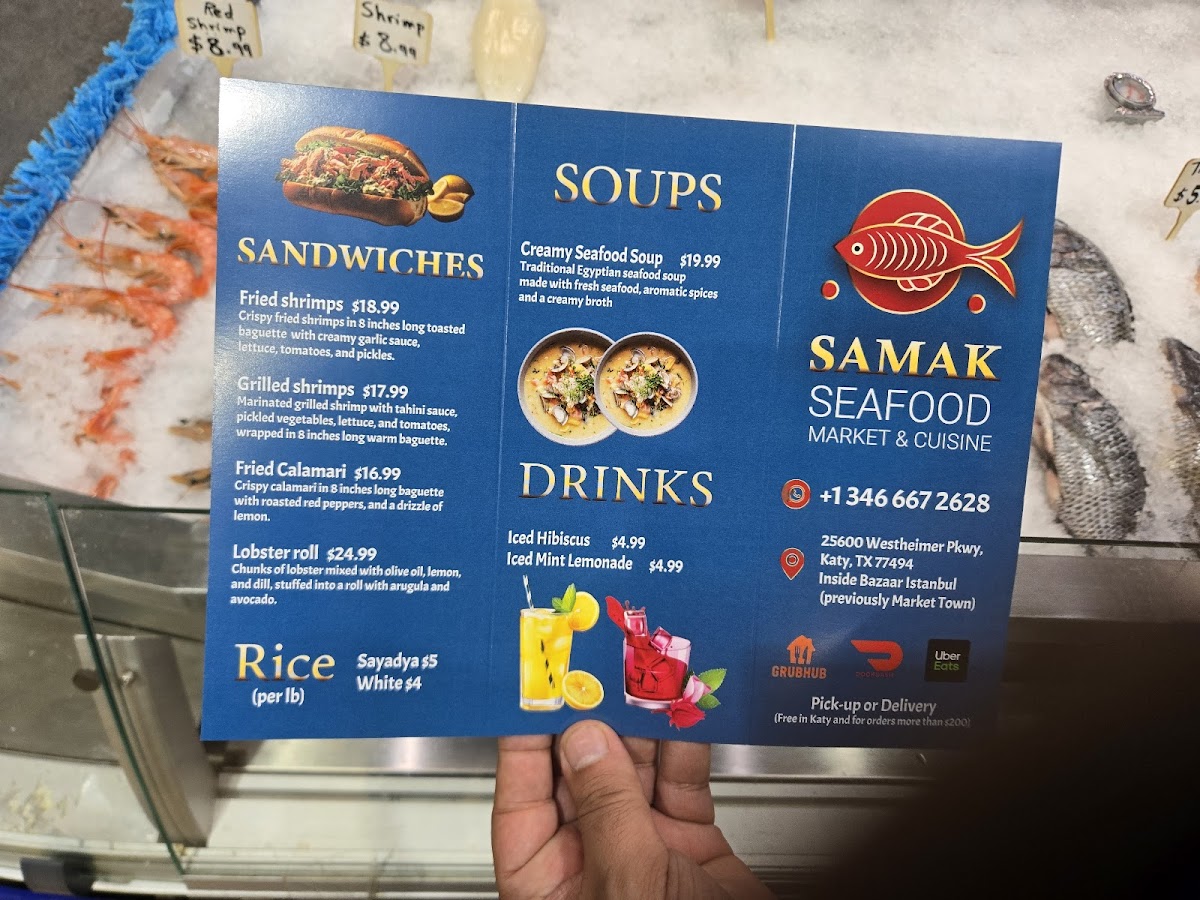 Red
Shrimp
$8.99
Shrimp
$8.99
SANDWICHES
Fried shrimps $18.99
Crispy fried shrimps in 8 inches long toasted
baguette with creamy garlic sauce,
lettuce, tomatoes, and pickles.
Grilled shrimps $17.99
Marinated grilled shrimp with tahini sauce,
pickled vegetables, lettuce, and tomatoes,
wrapped in 8 inches long warm baguette.
Fried Calamari $16.99
Crispy calamari in 8 inches long baguette
with roasted red peppers, and a drizzle of
lemon.
Lobster roll $24.99
Chunks of lobster mixed with olive oil, lemon,
and dill, stuffed into a roll with arugula and
avocado.
Rice
(per lb)
Sayadya $5
White $4
SOUPS
Creamy Seafood Soup $19.99
Traditional Egyptian seafood soup
made with fresh seafood, aromatic spices
and a creamy broth
DRINKS
Iced Hibiscus $4.99
Iced Mint Lemonade $4.99
SAMAK
SEAFOOD
MARKET & CUISINE
+1 346 667 2628
25600 Westheimer Pkwy,
Katy, TX 77494
Inside Bazaar Istanbul
(previously Market Town)
GRUBHUB
DOORDASH
Uber
Eats
Pick-up or Delivery
(Free in Katy and for orders more than $200)